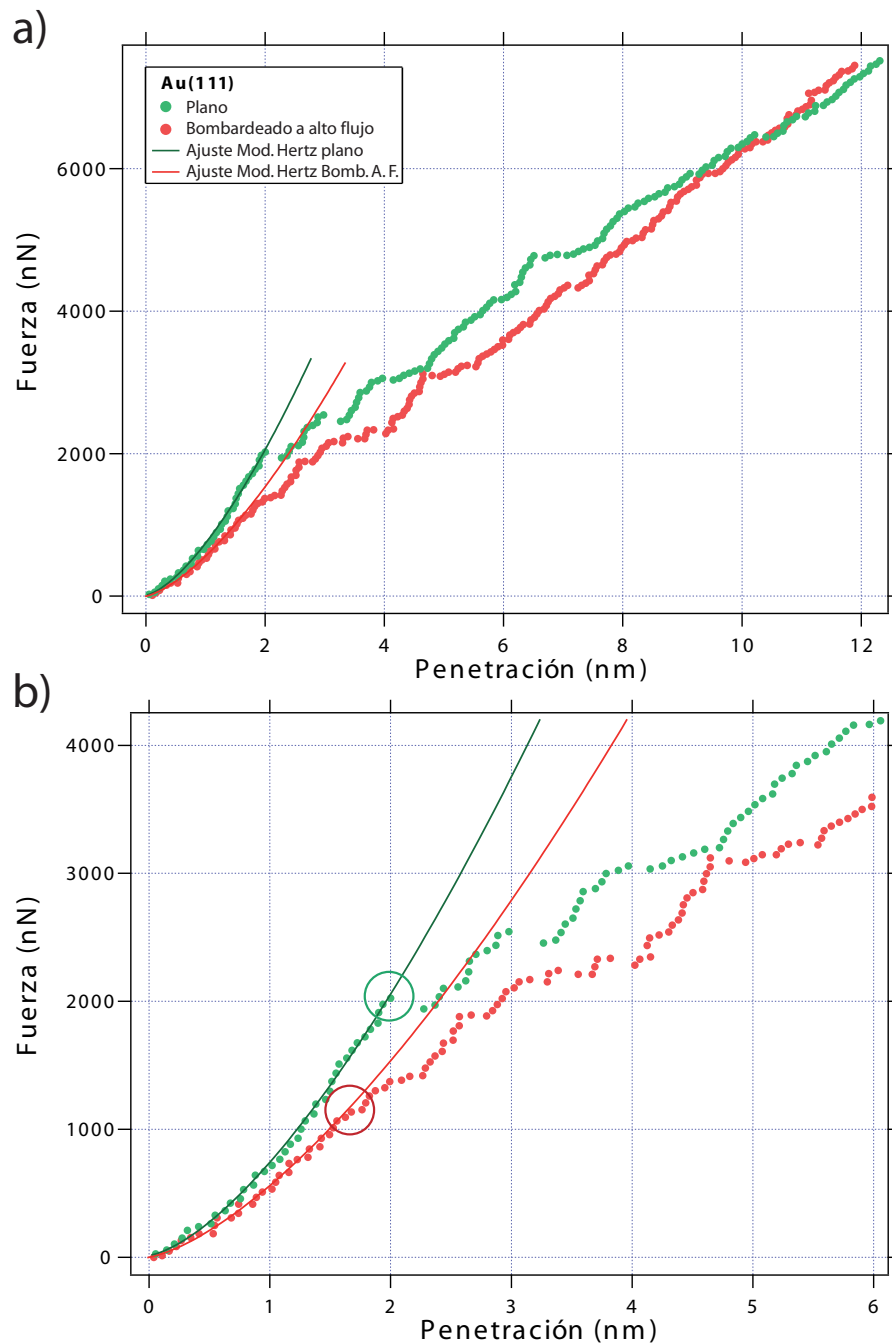 a)
Au(111)
Plano
Bombardeado a alto flujo
Ajuste Mod. Hertz plano
Ajuste Mod. Hertz Bomb. A. F.
Fuerza (nN)
6000
4000
2000
0
0 2 4 6 8 10 12
Penetración (nm)
b)
Fuerza (nN)
4000
3000
2000
1000
0
0 1 2 3 4 5 6
Penetración (nm)